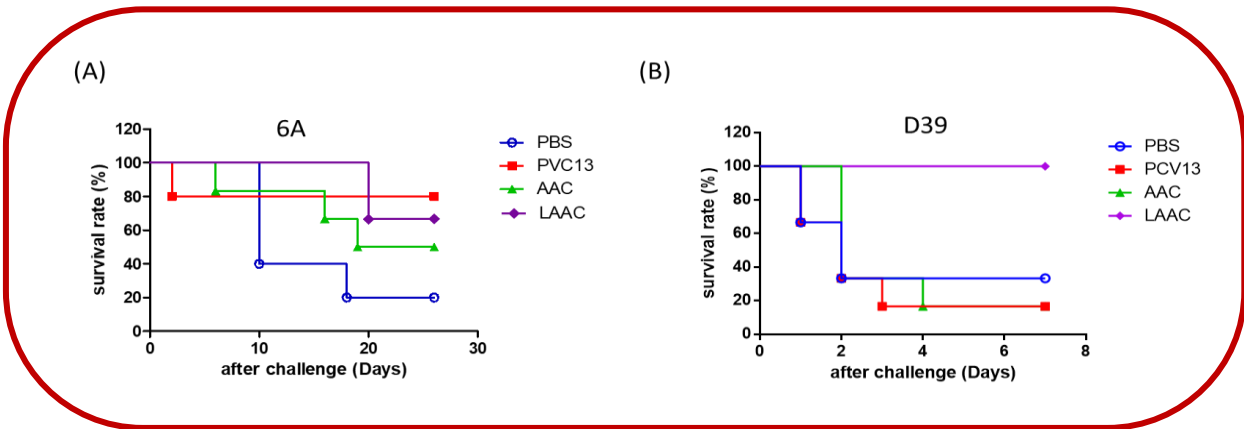 (A)
(B)
6A
120
100
80
60
40
20
0
survival rate (%)
0
10
20
30
after challenge (Days)
PBS
PVC13
AAC
LAAC
D39
120
100
80
60
40
20
0
survival rate (%)
0
2
4
6
8
after challenge (Days)
PBS
PCV13
AAC
LAAC